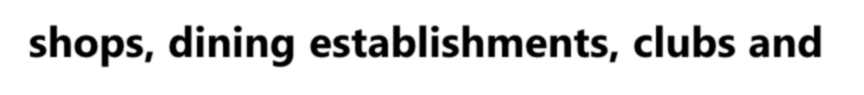 shops, dining establishments, clubs and